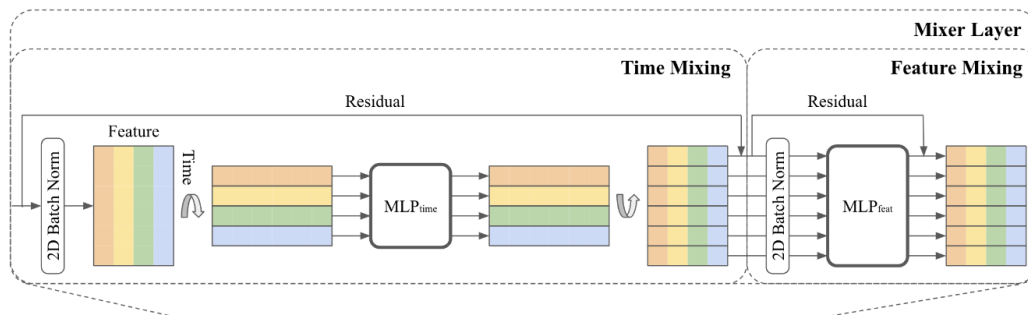 Mixer Layer
Time Mixing
Feature Mixing
Residual
Residual
Feature
Time
2D Batch Norm
MLPtime
2D Batch Norm
MLPfeat